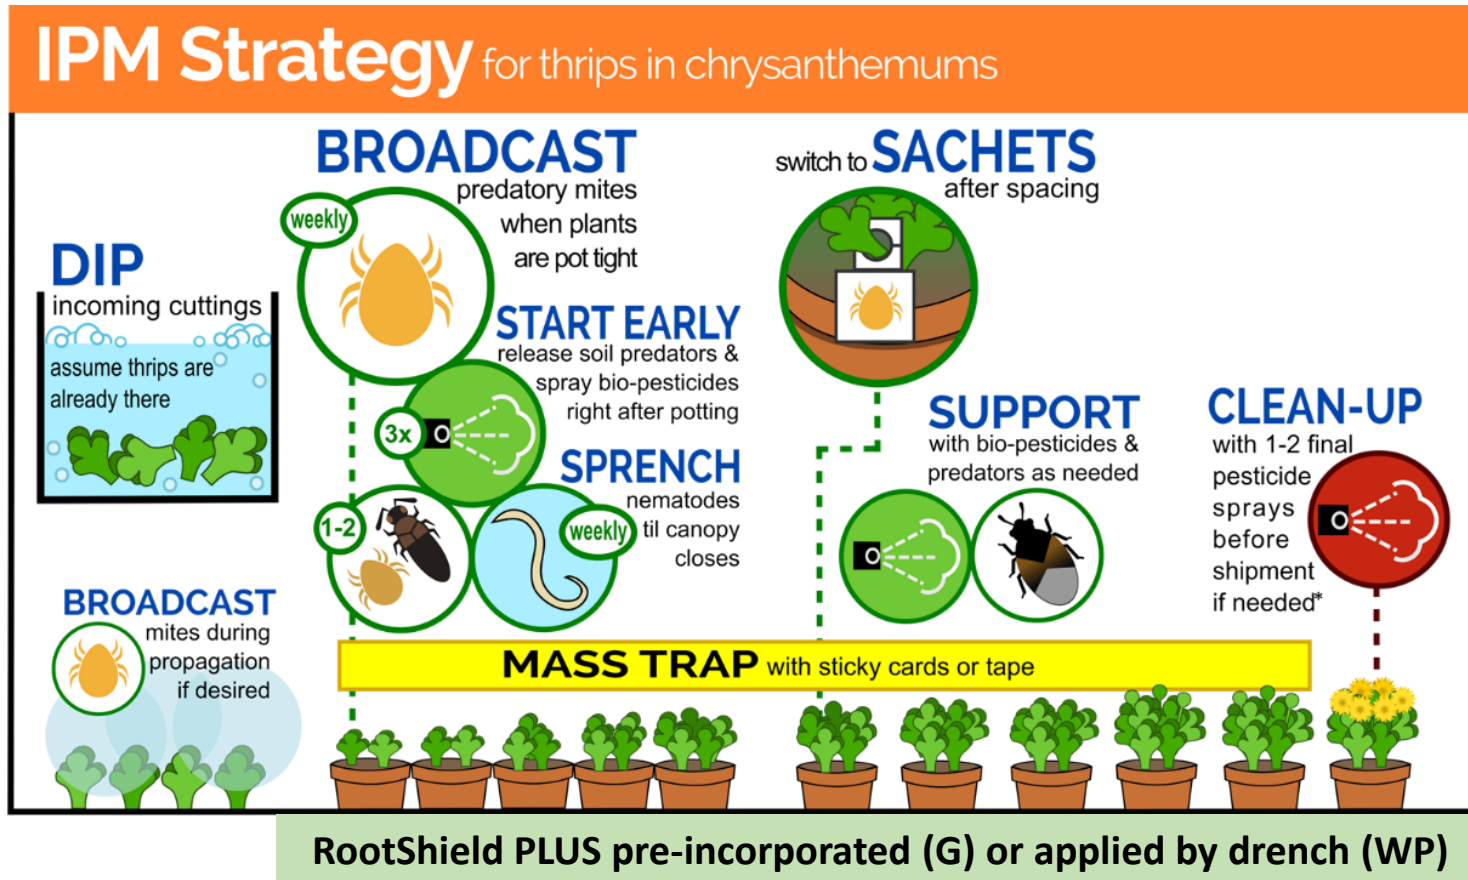 IPM Strategy for thrips in chrysanthemums
DIP
incoming cuttings
assume thrips are
already there
BROADCAST
mites during
propagation
if desired
BROADCAST
predatory mites
when plants
are pot tight
weekly
START EARLY
release soil predators &
spray bio-pesticides
right after potting
3x
SPRENCH
nematodes
til canopy
closes
1-2
weekly
switch to SACHETS
after spacing
SUPPORT
with bio-pesticides &
predators as needed
CLEAN-UP
with 1-2 final
pesticide
sprays
before
shipment
if needed*
MASS TRAP with sticky cards or tape
RootShield PLUS pre-incorporated (G) or applied by drench (WP)